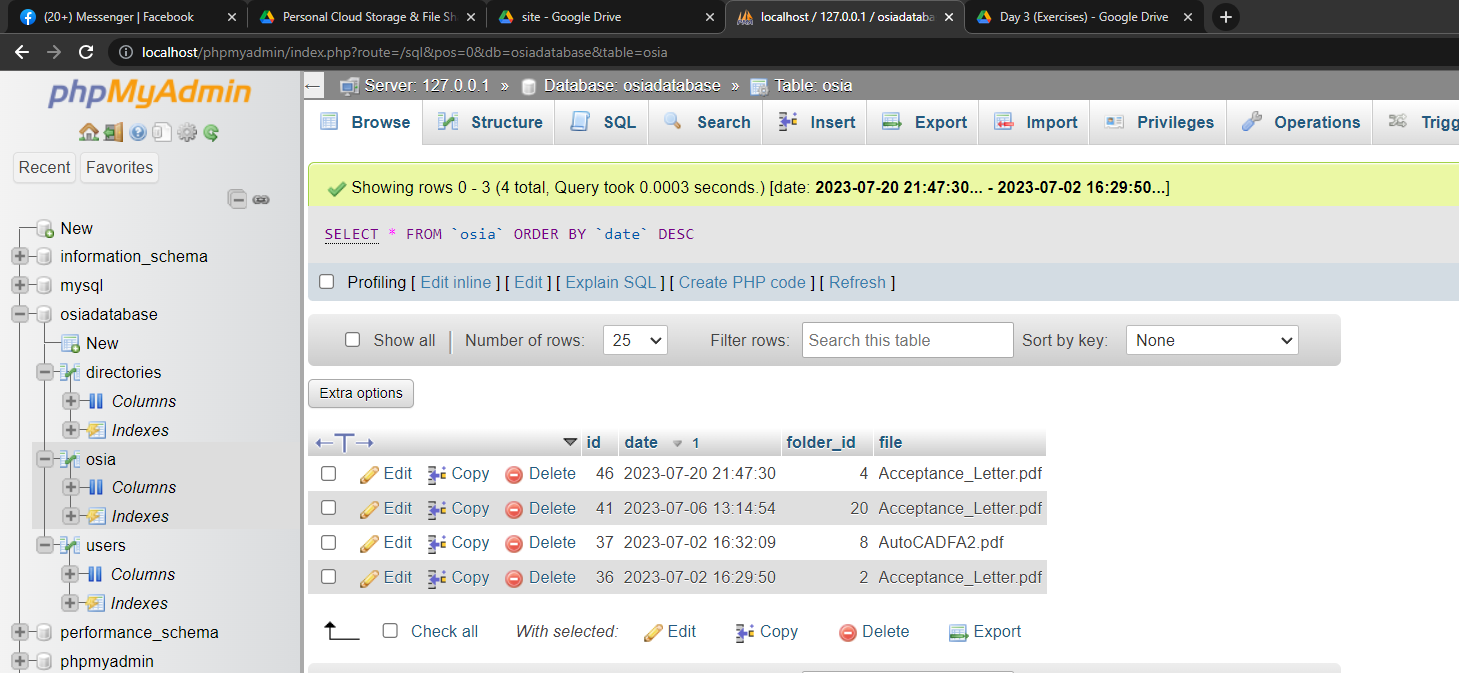 (20+) Messenger | Facebook
Personal Cloud Storage & File Sh
site - Google Drive
localhost / 127.0.0.1 / osiadataba
Day 3 (Exercises) - Google Drive
localhost/phpmyadmin/index.php?route=/sql&pos=0&db=osiadatabase&table=osia
phpMyAdmin
Recent
Favorites
New
information_schema
mysql
osiadatabase
New
directories
Columns
Indexes
osia
Columns
Indexes
users
Columns
Indexes
performance_schema
phpmyadmin
Server: 127.0.0.1 » Database: osiadatabase » Table: osia
Browse Structure SQL Search Insert Export Import Privileges Operations Trigg
Showing rows 0 - 3 (4 total, Query took 0.0003 seconds.) [date: 2023-07-20 21:47:30... - 2023-07-02 16:29:50...]
SELECT * FROM `osia` ORDER BY `date` DESC
Profiling [ Edit inline ] [ Edit ] [ Explain SQL ] [ Create PHP code ] [ Refresh ]
Show all Number of rows: 25 Filter rows: Search this table Sort by key: None
Extra options
id date 1 folder_id file
Edit Copy Delete 46 2023-07-20 21:47:30 4 Acceptance_Letter.pdf
Edit Copy Delete 41 2023-07-06 13:14:54 20 Acceptance_Letter.pdf
Edit Copy Delete 37 2023-07-02 16:32:09 8 AutoCADFA2.pdf
Edit Copy Delete 36 2023-07-02 16:29:50 2 Acceptance_Letter.pdf
Check all With selected: Edit Copy Delete Export